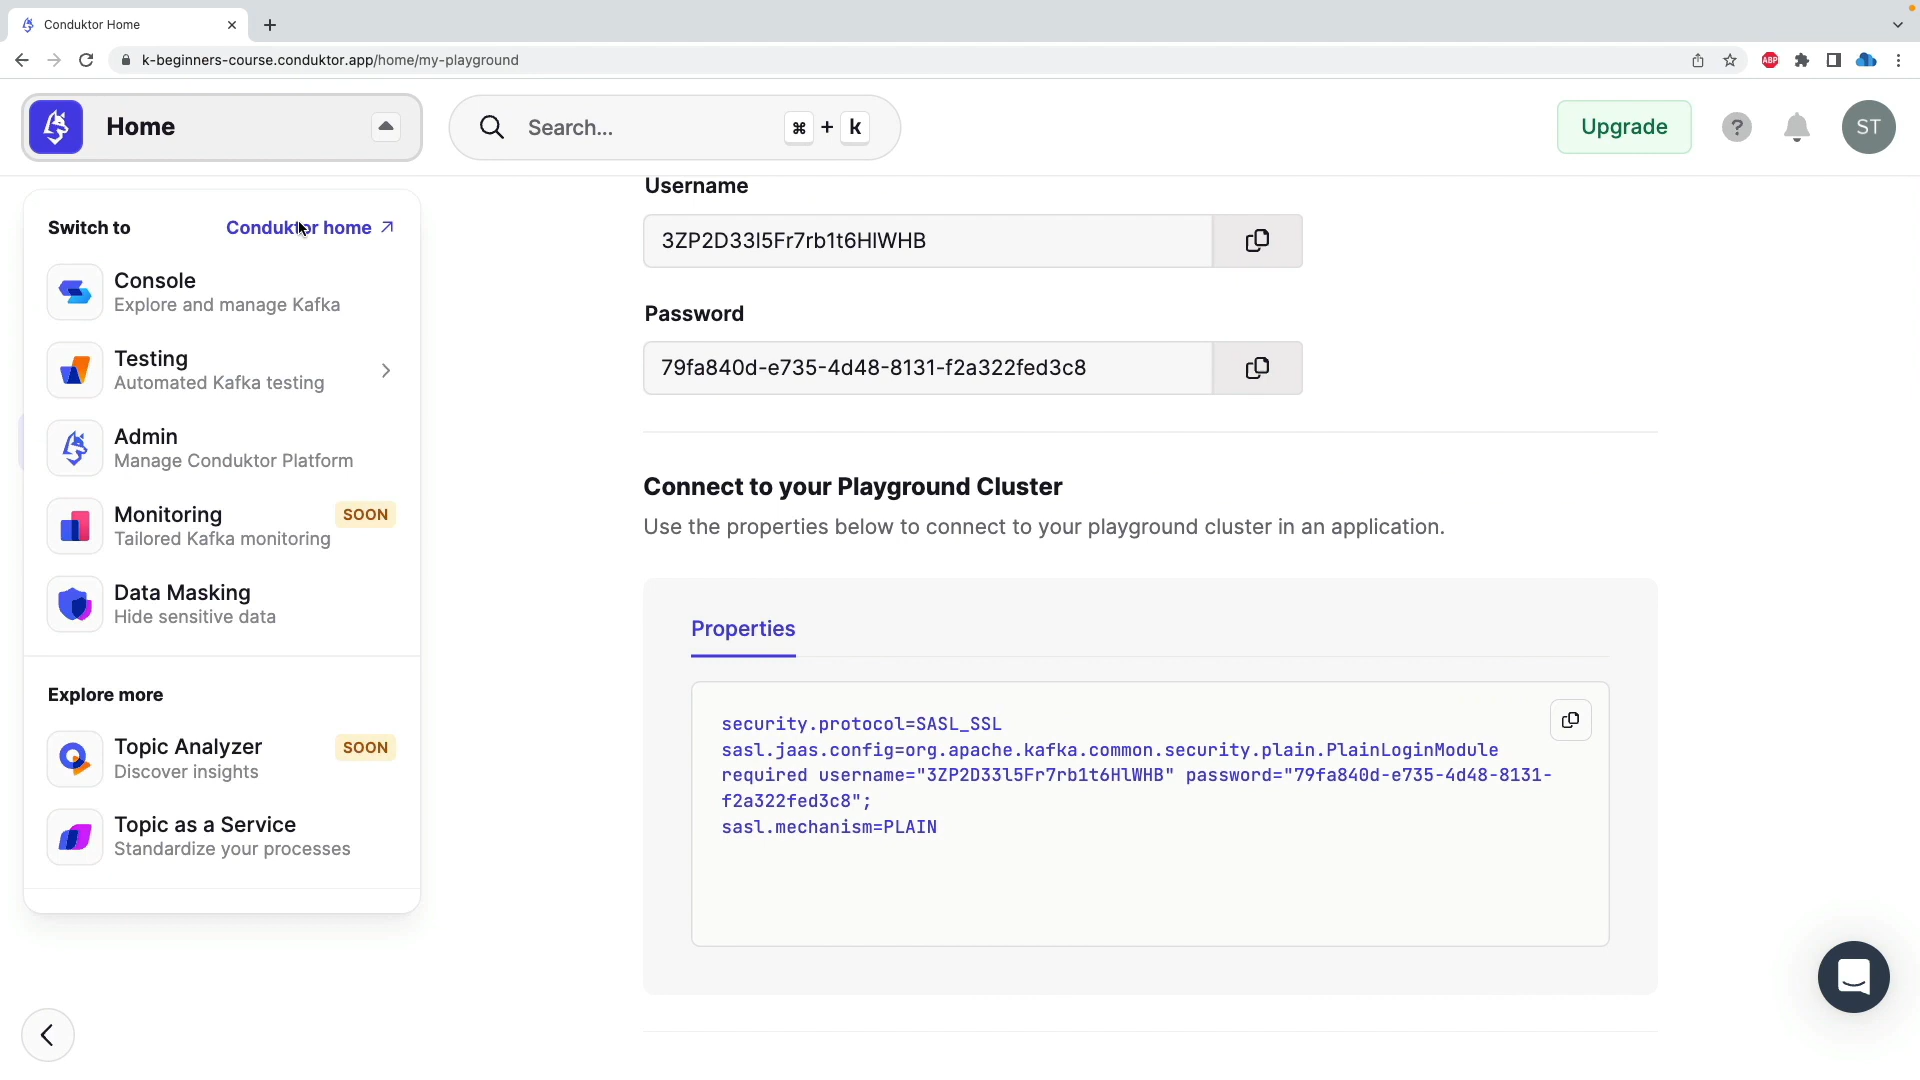 Conduktor Home
k-beginners-course.conduktor.app/home/my-playground
ABP
Home
Search...
⌘ + k
Upgrade
?
ST
Switch to
Conduktor home
Console
Explore and manage Kafka
Testing
Automated Kafka testing
Admin
Manage Conduktor Platform
Monitoring
SOON
Tailored Kafka monitoring
Data Masking
Hide sensitive data
Explore more
Topic Analyzer
SOON
Discover insights
Topic as a Service
Standardize your processes
Username
3ZP2D33l5Fr7rb1t6HlWHB
Password
79fa840d-e735-4d48-8131-f2a322fed3c8
Connect to your Playground Cluster
Use the properties below to connect to your playground cluster in an application.
Properties
security.protocol=SASL_SSL
sasl.jaas.config=org.apache.kafka.common.security.plain.PlainLoginModule
required username="3ZP2D33l5Fr7rb1t6HlWHB" password="79fa840d-e735-4d48-8131-
f2a322fed3c8";
sasl.mechanism=PLAIN